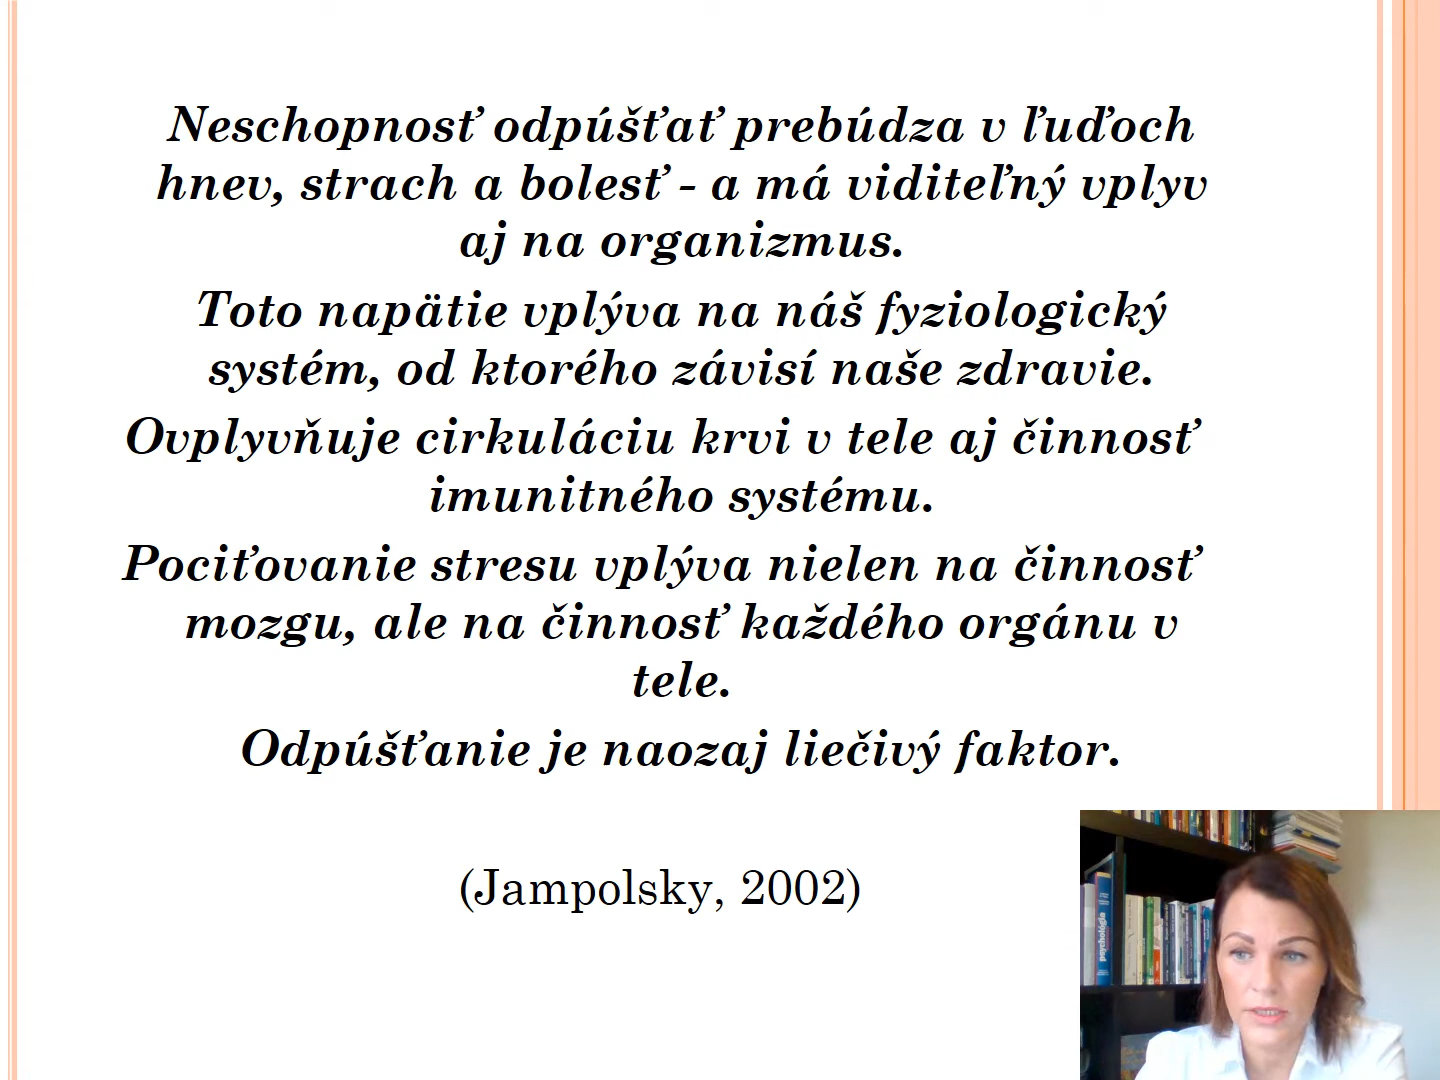 Neschopnosť odpúšťať prebúdza v ľuďoch
hnev, strach a bolesť - a má viditeľný vplyv
aj na organizmus.
Toto napätie vplýva na náš fyziologický
systém, od ktorého závisí naše zdravie.
Ovplyvňuje cirkuláciu krvi v tele aj činnosť
imunitného systému.
Pociťovanie stresu vplýva nielen na činnosť
mozgu, ale na činnosť každého orgánu v
tele.
Odpúšťanie je naozaj liečivý faktor.
(Jampolsky, 2002)
psychológia